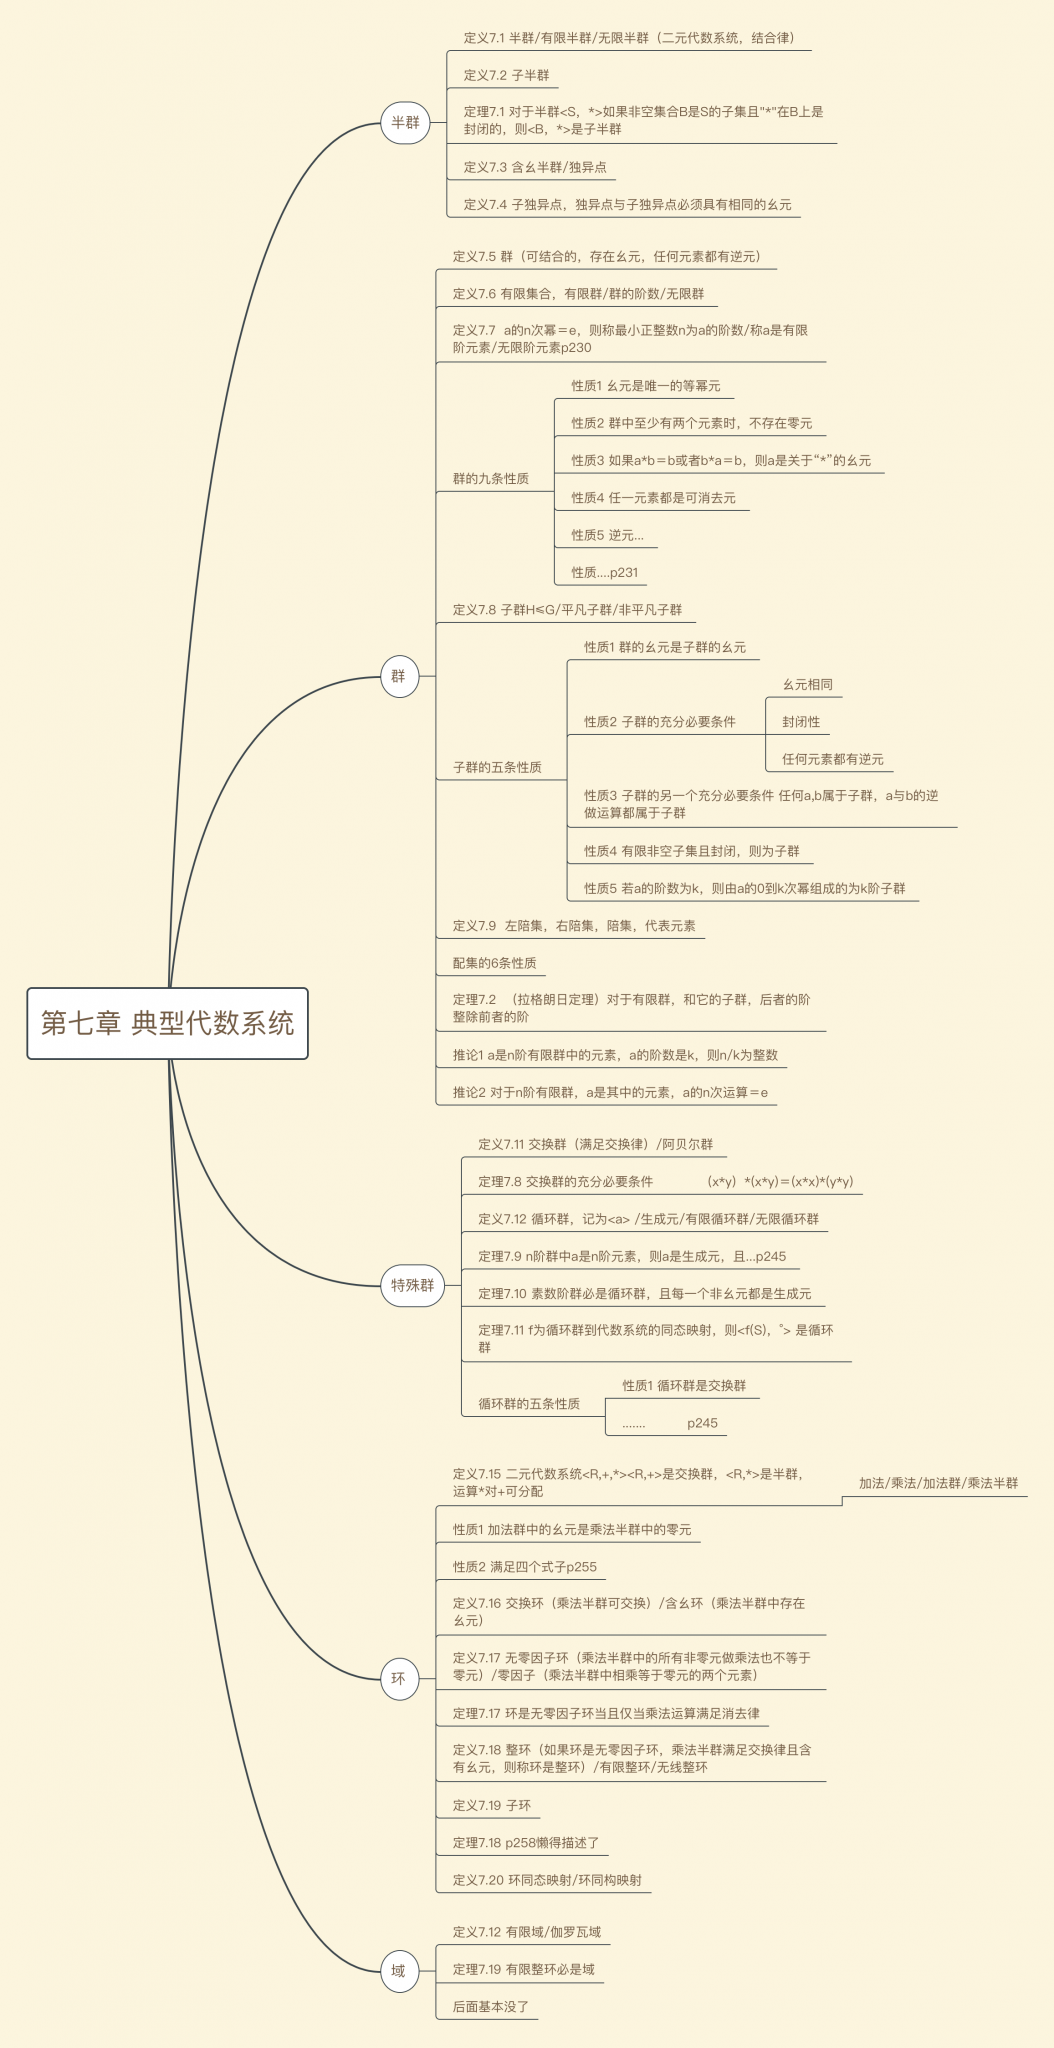 第七章 典型代数系统
半群
定义7.1 半群/有限半群/无限半群（二元代数系统，结合律）
定义7.2 子半群
定理7.1 对于半群<S，*>如果非空集合B是S的子集且"*"在B上是
封闭的，则<B，*>是子半群
定义7.3 含幺半群/独异点
定义7.4 子独异点，独异点与子独异点必须具有相同的幺元
群
定义7.5 群（可结合的，存在幺元，任何元素都有逆元）
定义7.6 有限集合，有限群/群的阶数/无限群
定义7.7  a的n次幂＝e，则称最小正整数n为a的阶数/称a是有限
阶元素/无限阶元素p230
群的九条性质
性质1 幺元是唯一的等幂元
性质2 群中至少有两个元素时，不存在零元
性质3 如果a*b＝b或者b*a＝b，则a是关于“*”的幺元
性质4 任一元素都是可消去元
性质5 逆元...
性质....p231
定义7.8 子群H≤G/平凡子群/非平凡子群
子群的五条性质
性质1 群的幺元是子群的幺元
性质2 子群的充分必要条件
幺元相同
封闭性
任何元素都有逆元
性质3 子群的另一个充分必要条件 任何a,b属于子群，a与b的逆
做运算都属于子群
性质4 有限非空子集且封闭，则为子群
性质5 若a的阶数为k，则由a的0到k次幂组成的为k阶子群
定义7.9  左陪集，右陪集，陪集，代表元素
配集的6条性质
定理7.2  （拉格朗日定理）对于有限群，和它的子群，后者的阶
整除前者的阶
推论1 a是n阶有限群中的元素，a的阶数是k，则n/k为整数
推论2 对于n阶有限群，a是其中的元素，a的n次运算＝e
特殊群
定义7.11 交换群（满足交换律）/阿贝尔群
定理7.8 交换群的充分必要条件 （x*y）*(x*y)＝(x*x)*(y*y)
定义7.12 循环群，记为<a> /生成元/有限循环群/无限循环群
定理7.9 n阶群中a是n阶元素，则a是生成元，且...p245
定理7.10 素数阶群必是循环群，且每一个非幺元都是生成元
定理7.11 f为循环群到代数系统的同态映射，则<f(S)，°> 是循环
群
循环群的五条性质
性质1 循环群是交换群
....... p245
环
定义7.15 二元代数系统<R,+,*><R,+>是交换群，<R,*>是半群，
运算*对+可分配
加法/乘法/加法群/乘法半群
性质1 加法群中的幺元是乘法半群中的零元
性质2 满足四个式子p255
定义7.16 交换环（乘法半群可交换）/含幺环（乘法半群中存在
幺元）
定义7.17 无零因子环（乘法半群中的所有非零元做乘法也不等于
零元）/零因子（乘法半群中相乘等于零元的两个元素）
定理7.17 环是无零因子环当且仅当乘法运算满足消去律
定义7.18 整环（如果环是无零因子环，乘法半群满足交换律且含
有幺元，则称环是整环）/有限整环/无线整环
定义7.19 子环
定理7.18 p258懒得描述了
定义7.20 环同态映射/环同构映射
域
定义7.12 有限域/伽罗瓦域
定理7.19 有限整环必是域
后面基本没了